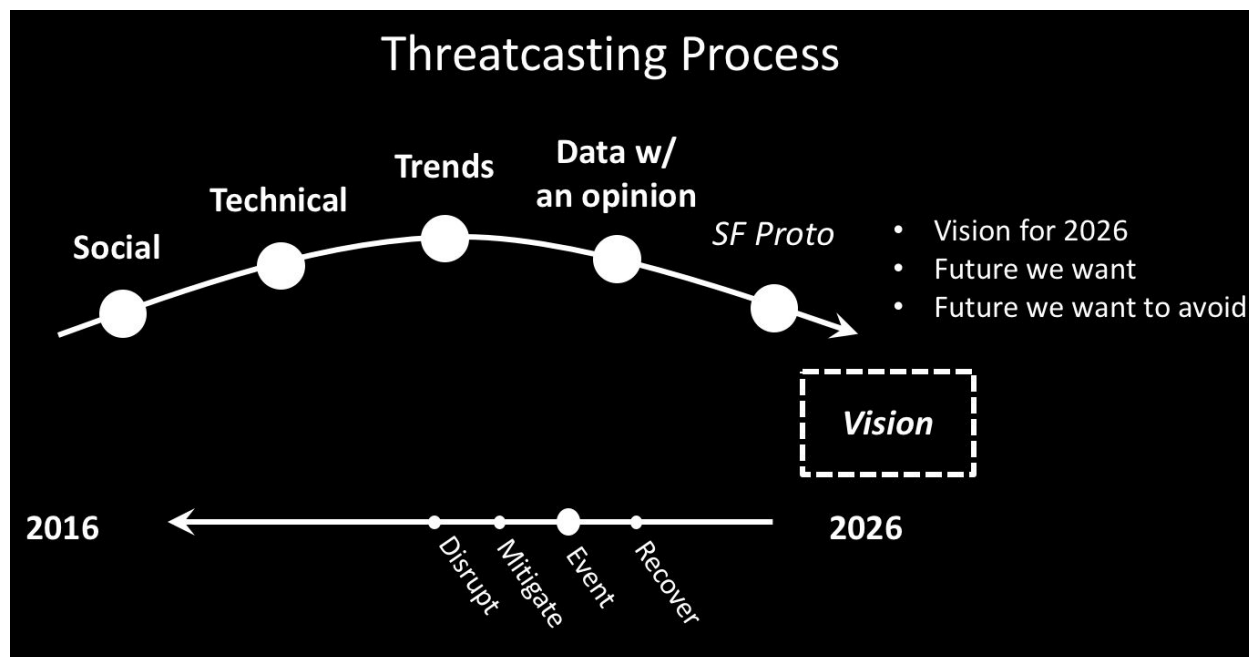 Threatcasting Process
Social
Technical
Trends
Data w/
an opinion
SF Proto
• Vision for 2026
• Future we want
• Future we want to avoid
Vision
2016
2026
Disrupt
Mitigate
Event
Recover